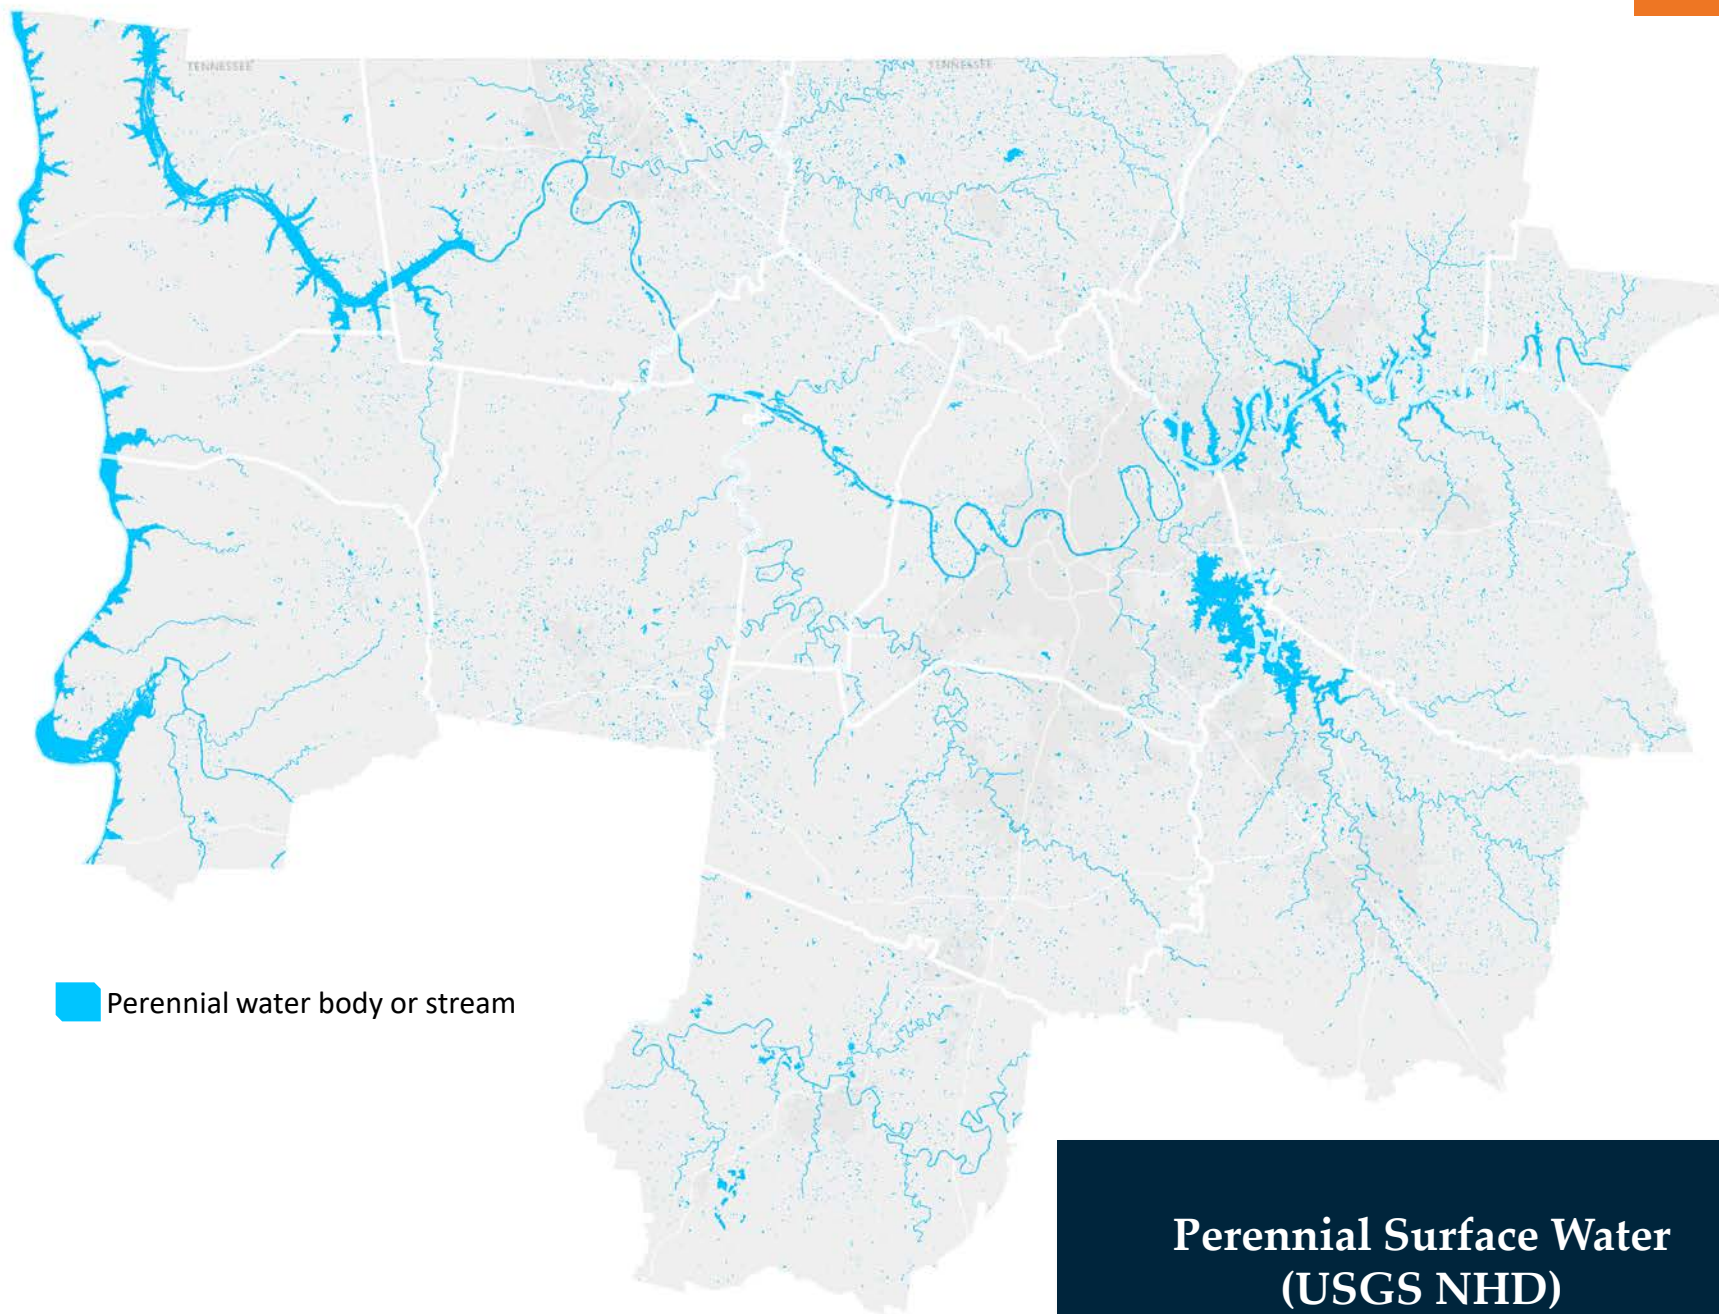 TENNESSEE
TENNESSEE
Perennial water body or stream
Perennial Surface Water
(USGS NHD)